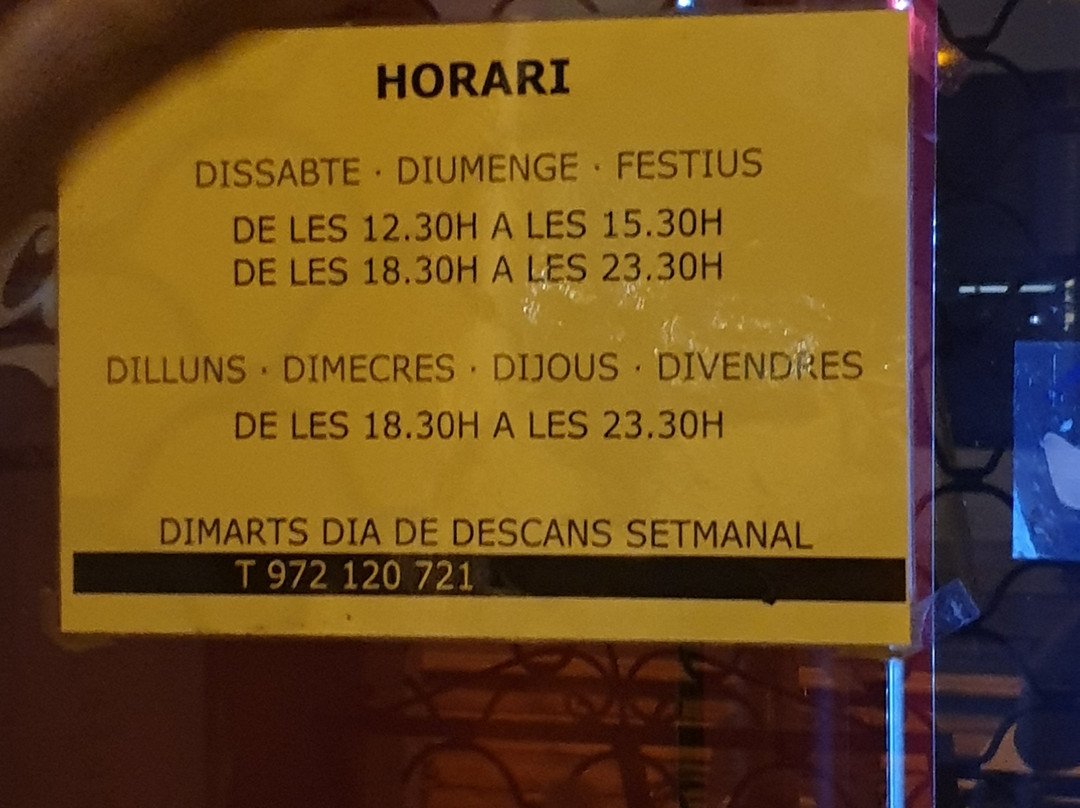 HORARI
DISSABTE · DIUMENGE · FESTIUS
DE LES 12.30H A LES 15.30H
DE LES 18.30H A LES 23.30H
DILLUNS · DIMECRES · DIJOUS · DIVENDRES
DE LES 18.30H A LES 23.30H
DIMARTS DIA DE DESCANS SETMANAL
T 972 120 721